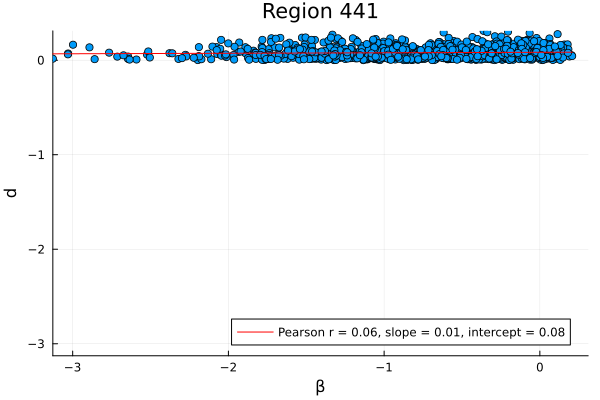 Region 441
d
0
−1
−2
−3
Pearson r = 0.06, slope = 0.01, intercept = 0.08
−3
−2
−1
0
β